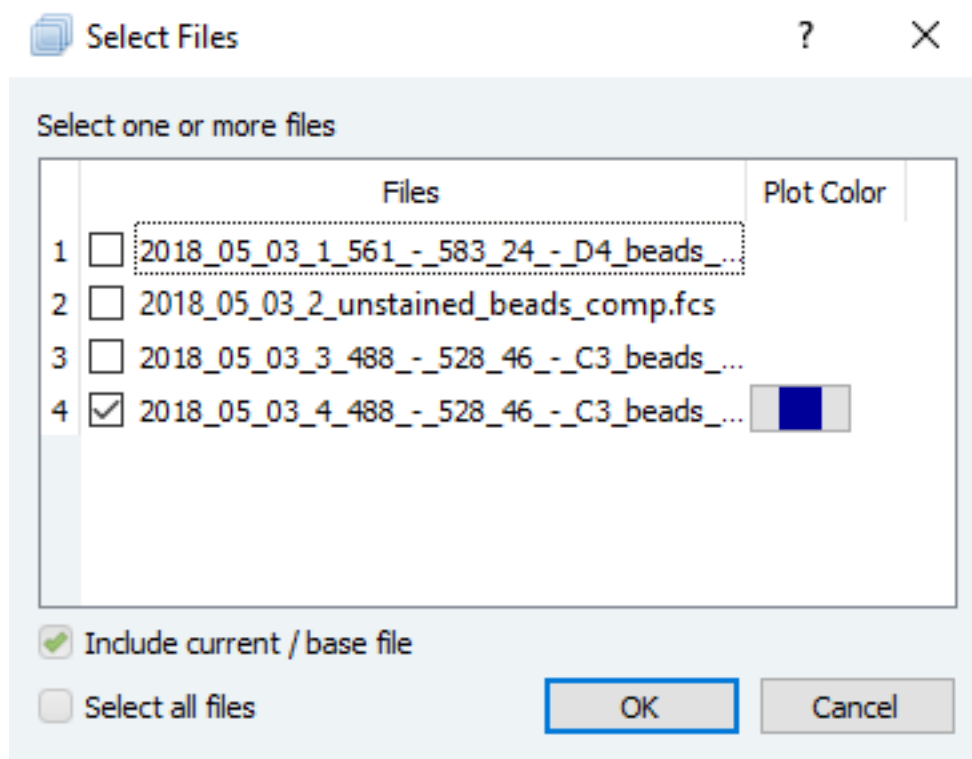 Select Files ?
Select one or more files
Files Plot Color
1 2018_05_03_1_561_-_583_24_-_D4_beads_...
2 2018_05_03_2_unstained_beads_comp.fcs
3 2018_05_03_3_488_-_528_46_-_C3_beads_...
4 2018_05_03_4_488_-_528_46_-_C3_beads_...
Include current / base file
Select all files OK Cancel